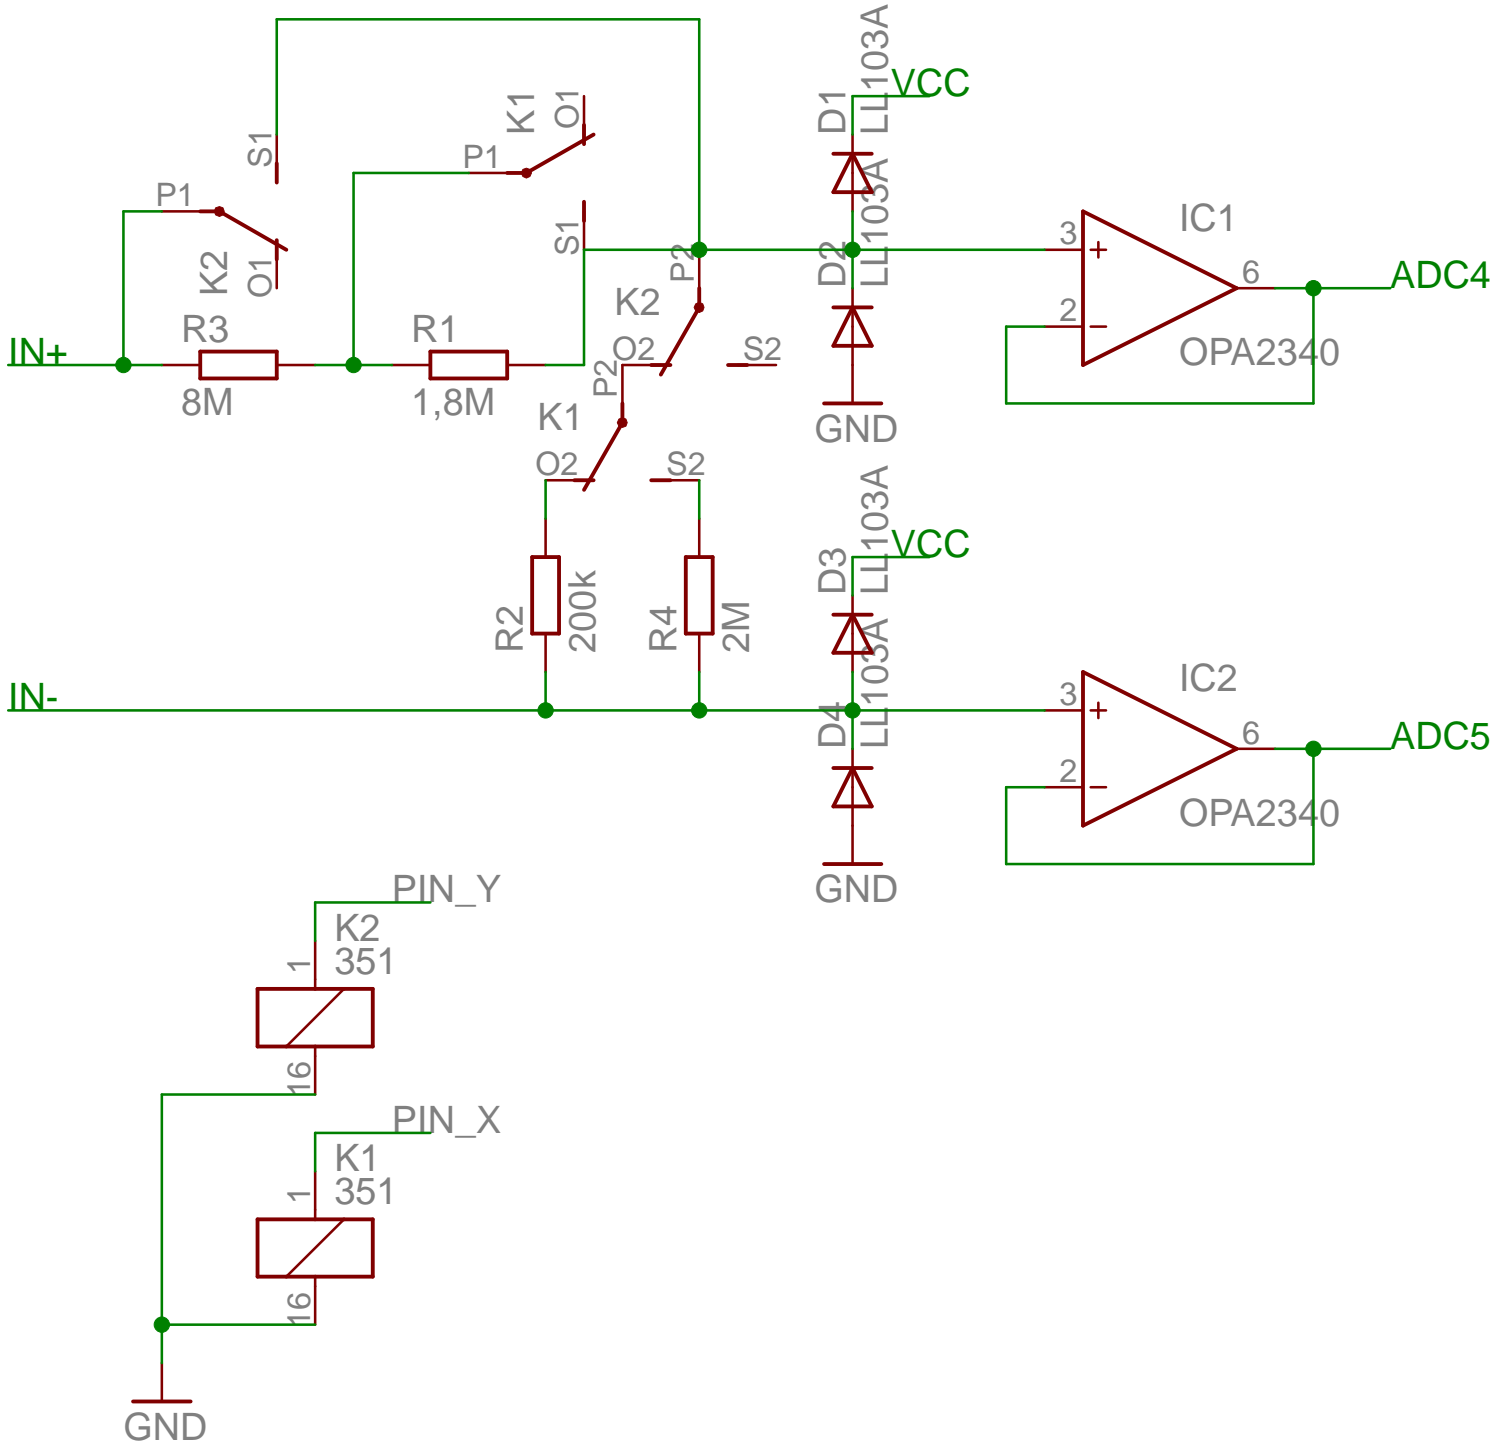 LL103A
VCC
D1
K1
O1
S1
P1
P1
LL103A
K2
O1
S1
P2
D2
IC1
3
+
6
ADC4
2
−
OPA2340
IN+
R3
8M
R1
1,8M
K2
O2
S2
P2
K1
O2
S2
GND
LL103A
VCC
D3
R2
200k
R4
2M
LL103A
D4
IN-
IC2
3
+
6
ADC5
2
−
OPA2340
GND
PIN_Y
K2
351
1
16
PIN_X
K1
351
1
16
GND